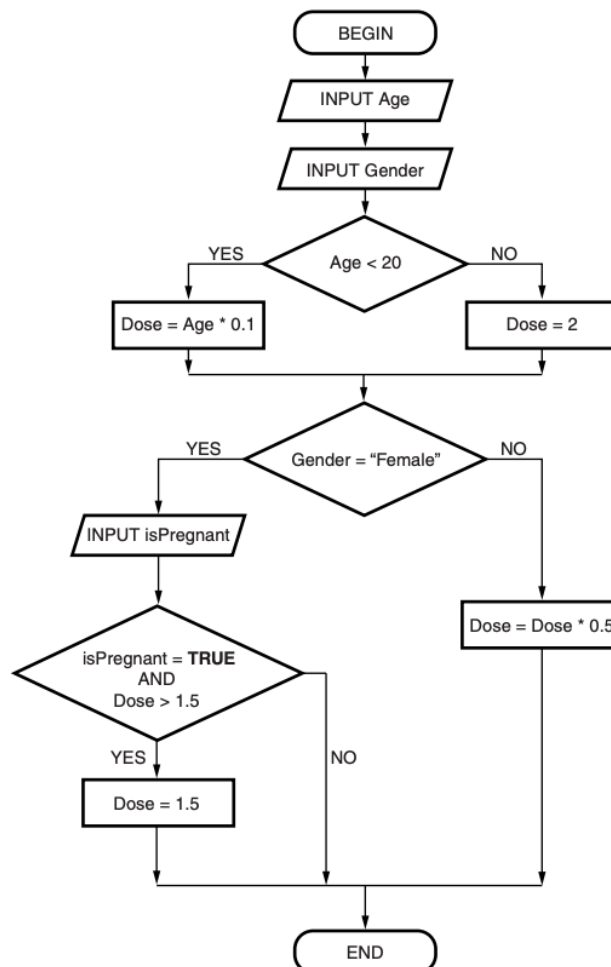 BEGIN
INPUT Age
INPUT Gender
YES
NO
Age < 20
Dose = Age * 0.1
Dose = 2
YES
NO
Gender = “Female”
INPUT isPregnant
Dose = Dose * 0.5
isPregnant = TRUE
AND
Dose > 1.5
YES
NO
Dose = 1.5
END